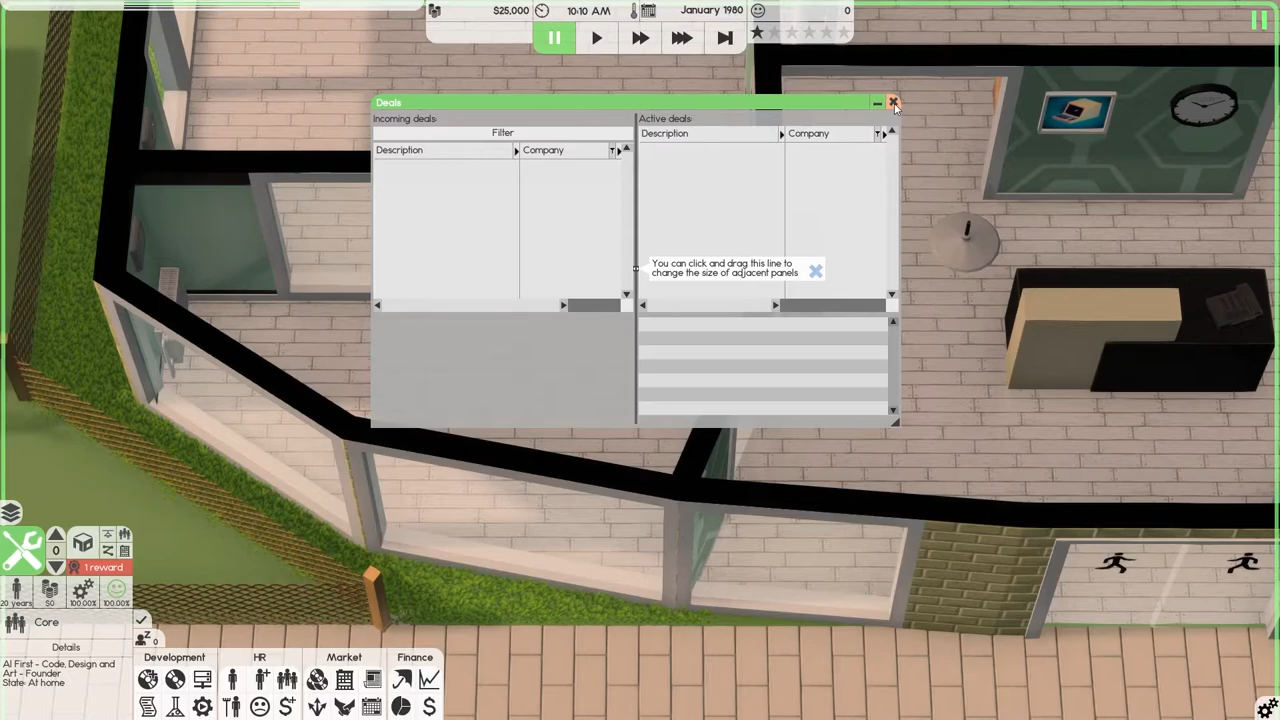 $25,000
10:10 AM
January 1980
0
Deals
Incoming deals
Active deals
Filter
Description
Company
Description
Company
You can click and drag this line to
change the size of adjacent panels
0
1 reward
20 years
$0
100.00%
100.00%
Core
Z 0
Details
AI First - Code, Design and
Art - Founder
State: At home
Development
HR
Market
Finance